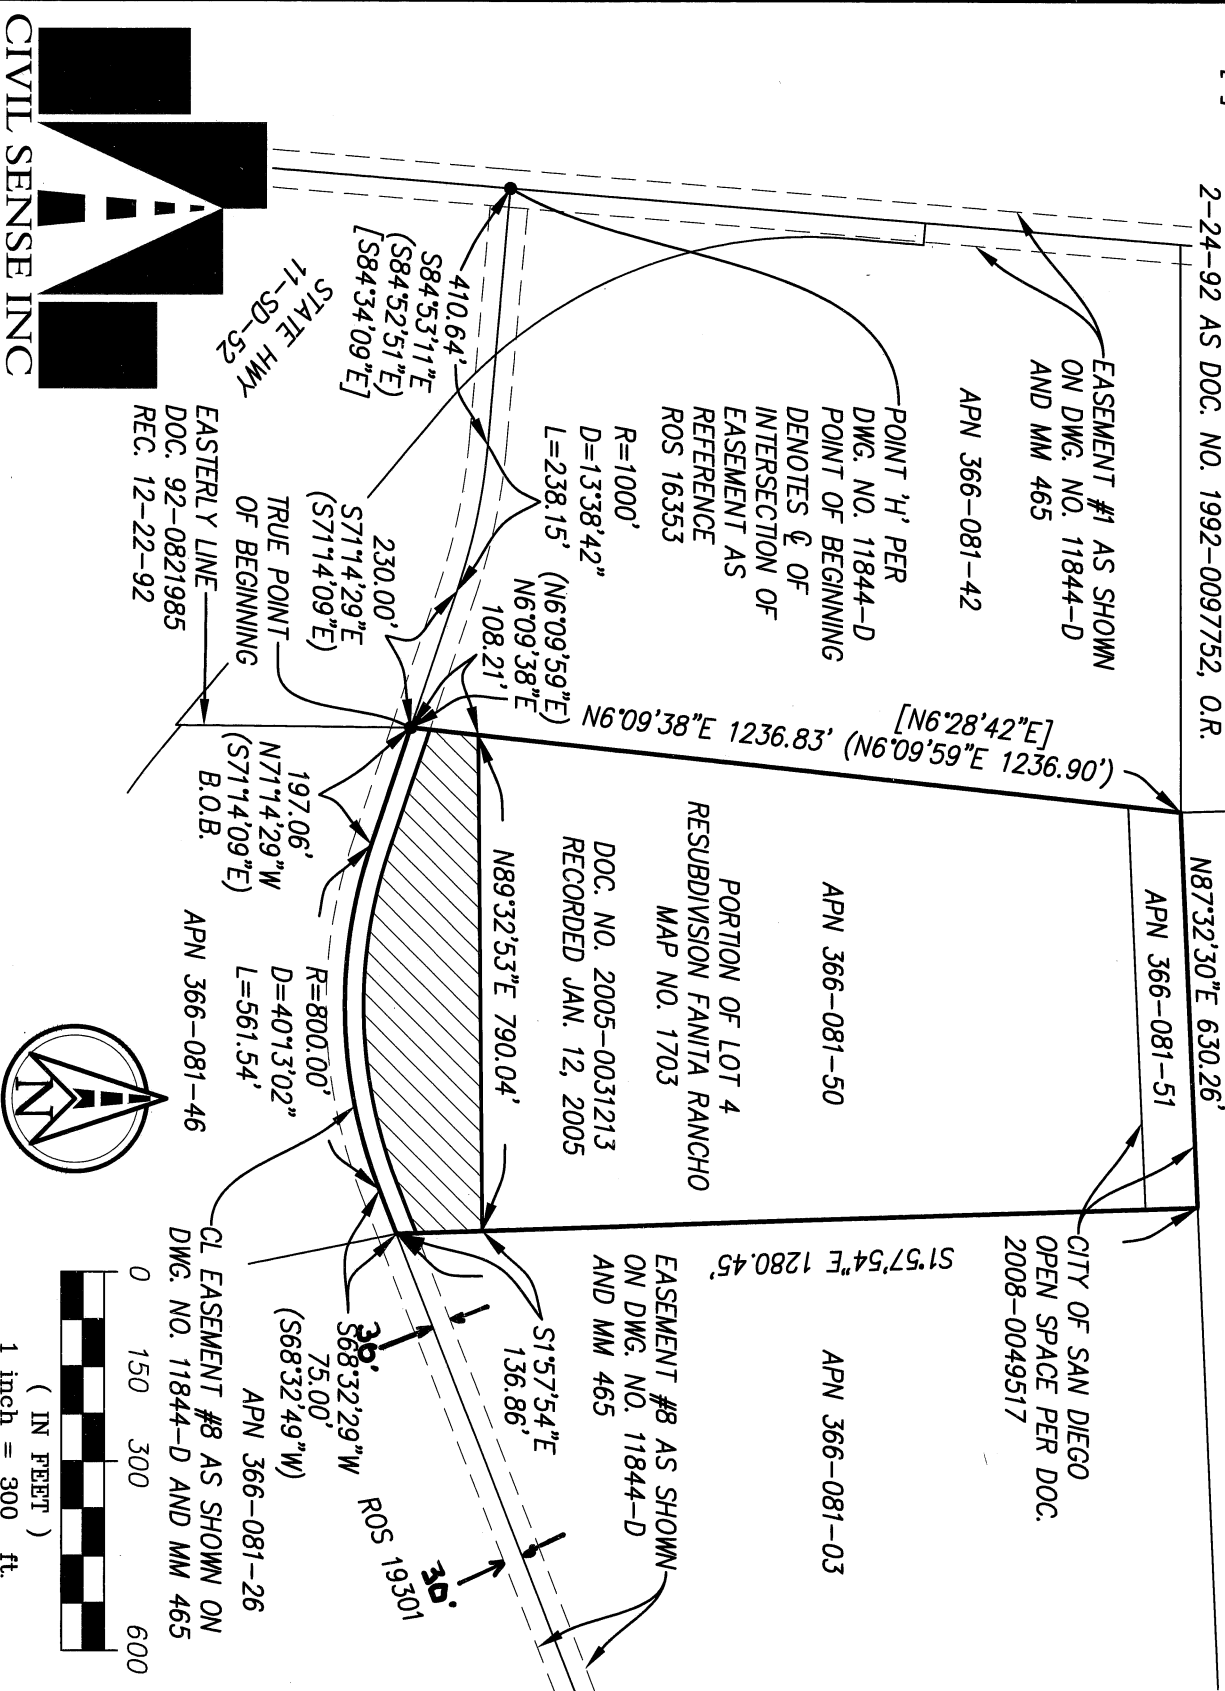 2-24-92 AS DOC. NO. 1992-0097752, O.R.
EASEMENT #1 AS SHOWN
ON DWG. NO. 11844-D
AND MM 465
APN 366-081-42
POINT 'H' PER
DWG. NO. 11844-D
POINT OF BEGINNING
DENOTES ℄ OF
INTERSECTION OF
EASEMENT AS
REFERENCE
ROS 16353
R=1000'
D=13°38'42"
L=238.15'
410.64'
S84°53'11"E
(S84°52'51"E)
[S84°34'09"E]
STATE HWY
11-SD-52
230.00'
S71°14'29"E
(S71°14'09"E)
(N6°09'59"E)
N6°09'38"E
108.21'
TRUE POINT
OF BEGINNING
EASTERLY LINE
DOC. 92-0821985
REC. 12-22-92
[N6°28'42"E]
N6°09'38"E 1236.83' (N6°09'59"E 1236.90')
N87°32'30"E 630.26'
APN 366-081-51
APN 366-081-50
PORTION OF LOT 4
RESUBDIVISION FANITA RANCHO
MAP NO. 1703
DOC. NO. 2005-0031213
RECORDED JAN. 12, 2005
N89°32'53"E 790.04'
197.06'
N71°14'29"W
(S71°14'09"E)
B.O.B.
R=800.00'
D=40°13'02"
L=561.54'
APN 366-081-46
CITY OF SAN DIEGO
OPEN SPACE PER DOC.
2008-0049517
S1°57'54"E 1280.45'
APN 366-081-03
EASEMENT #8 AS SHOWN
ON DWG. NO. 11844-D
AND MM 465
S1°57'54"E
136.86'
30'
S68°32'29"W
75.00'
(S68°32'49"W)
30'
ROS 19301
APN 366-081-26
CL EASEMENT #8 AS SHOWN ON
DWG. NO. 11844-D AND MM 465
N
0 150 300 600
( IN FEET )
1 inch = 300 ft.
CIVIL SENSE INC